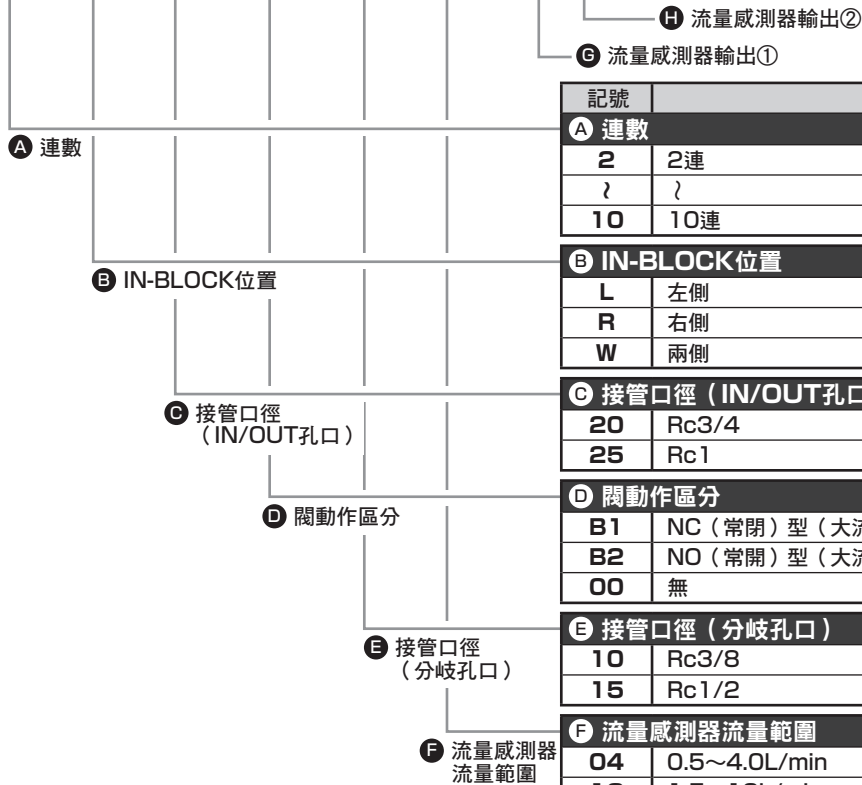 H 流量感測器輸出②
G 流量感測器輸出①
記號
A 連數
A 連數
2 2連
~ ~
10 10連
B IN-BLOCK位置
B IN-BLOCK位置
L 左側
R 右側
W 兩側
C 接管口徑（IN/OUT孔口
C 接管口徑
（IN/OUT孔口）
20 Rc3/4
25 Rc1
D 閥動作區分
D 閥動作區分
B1 NC（常閉）型（大流
B2 NO（常開）型（大流
00 無
E 接管口徑（分岐孔口）
E 接管口徑
（分岐孔口）
10 Rc3/8
15 Rc1/2
F 流量感測器流量範圍
F 流量感測器
流量範圍
04 0.5～4.0L/min